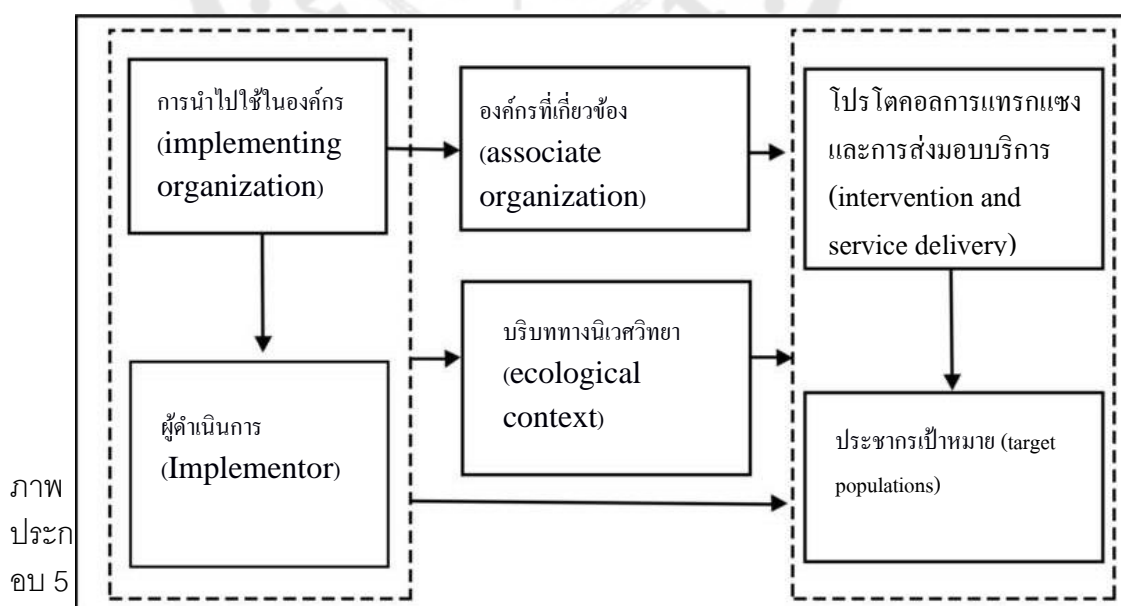 การนำไปใช้ในองค์กร
(implementing
organization)
องค์กรที่เกี่ยวข้อง
(associate
organization)
โปรโตคอลการแทรกแซง
และการส่งมอบบริการ
(intervention and
service delivery)
ผู้ดำเนินการ
(Implementor)
บริบททางนิเวศวิทยา
(ecological
context)
ประชากรเป้าหมาย (target
populations)
ภาพ
ประก
อบ 5